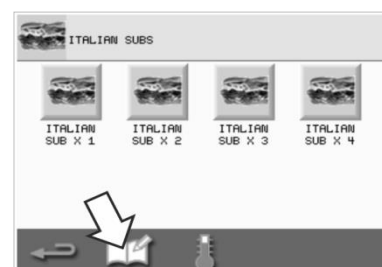 ITALIAN SUBS
ITALIAN SUB X 1
ITALIAN SUB X 2
ITALIAN SUB X 3
ITALIAN SUB X 4